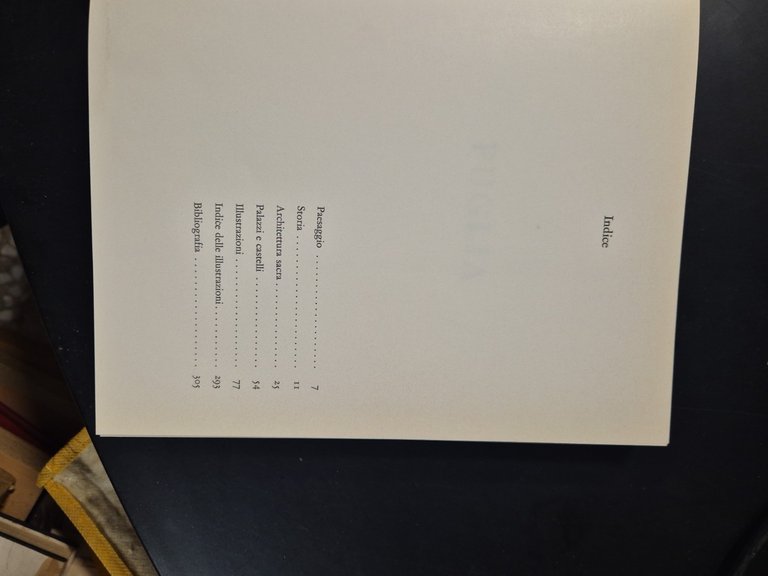 Indice
Paesaggio . . . . . . . . . . . . . . . . . . . 7
Storia . . . . . . . . . . . . . . . . . . . . . . 11
Architettura sacra . . . . . . . . . . . . . . 25
Palazzi e castelli . . . . . . . . . . . . . . . 54
Illustrazioni . . . . . . . . . . . . . . . . . . 77
Indice delle illustrazioni . . . . . . . . . . 293
Bibliografia . . . . . . . . . . . . . . . . . . 305